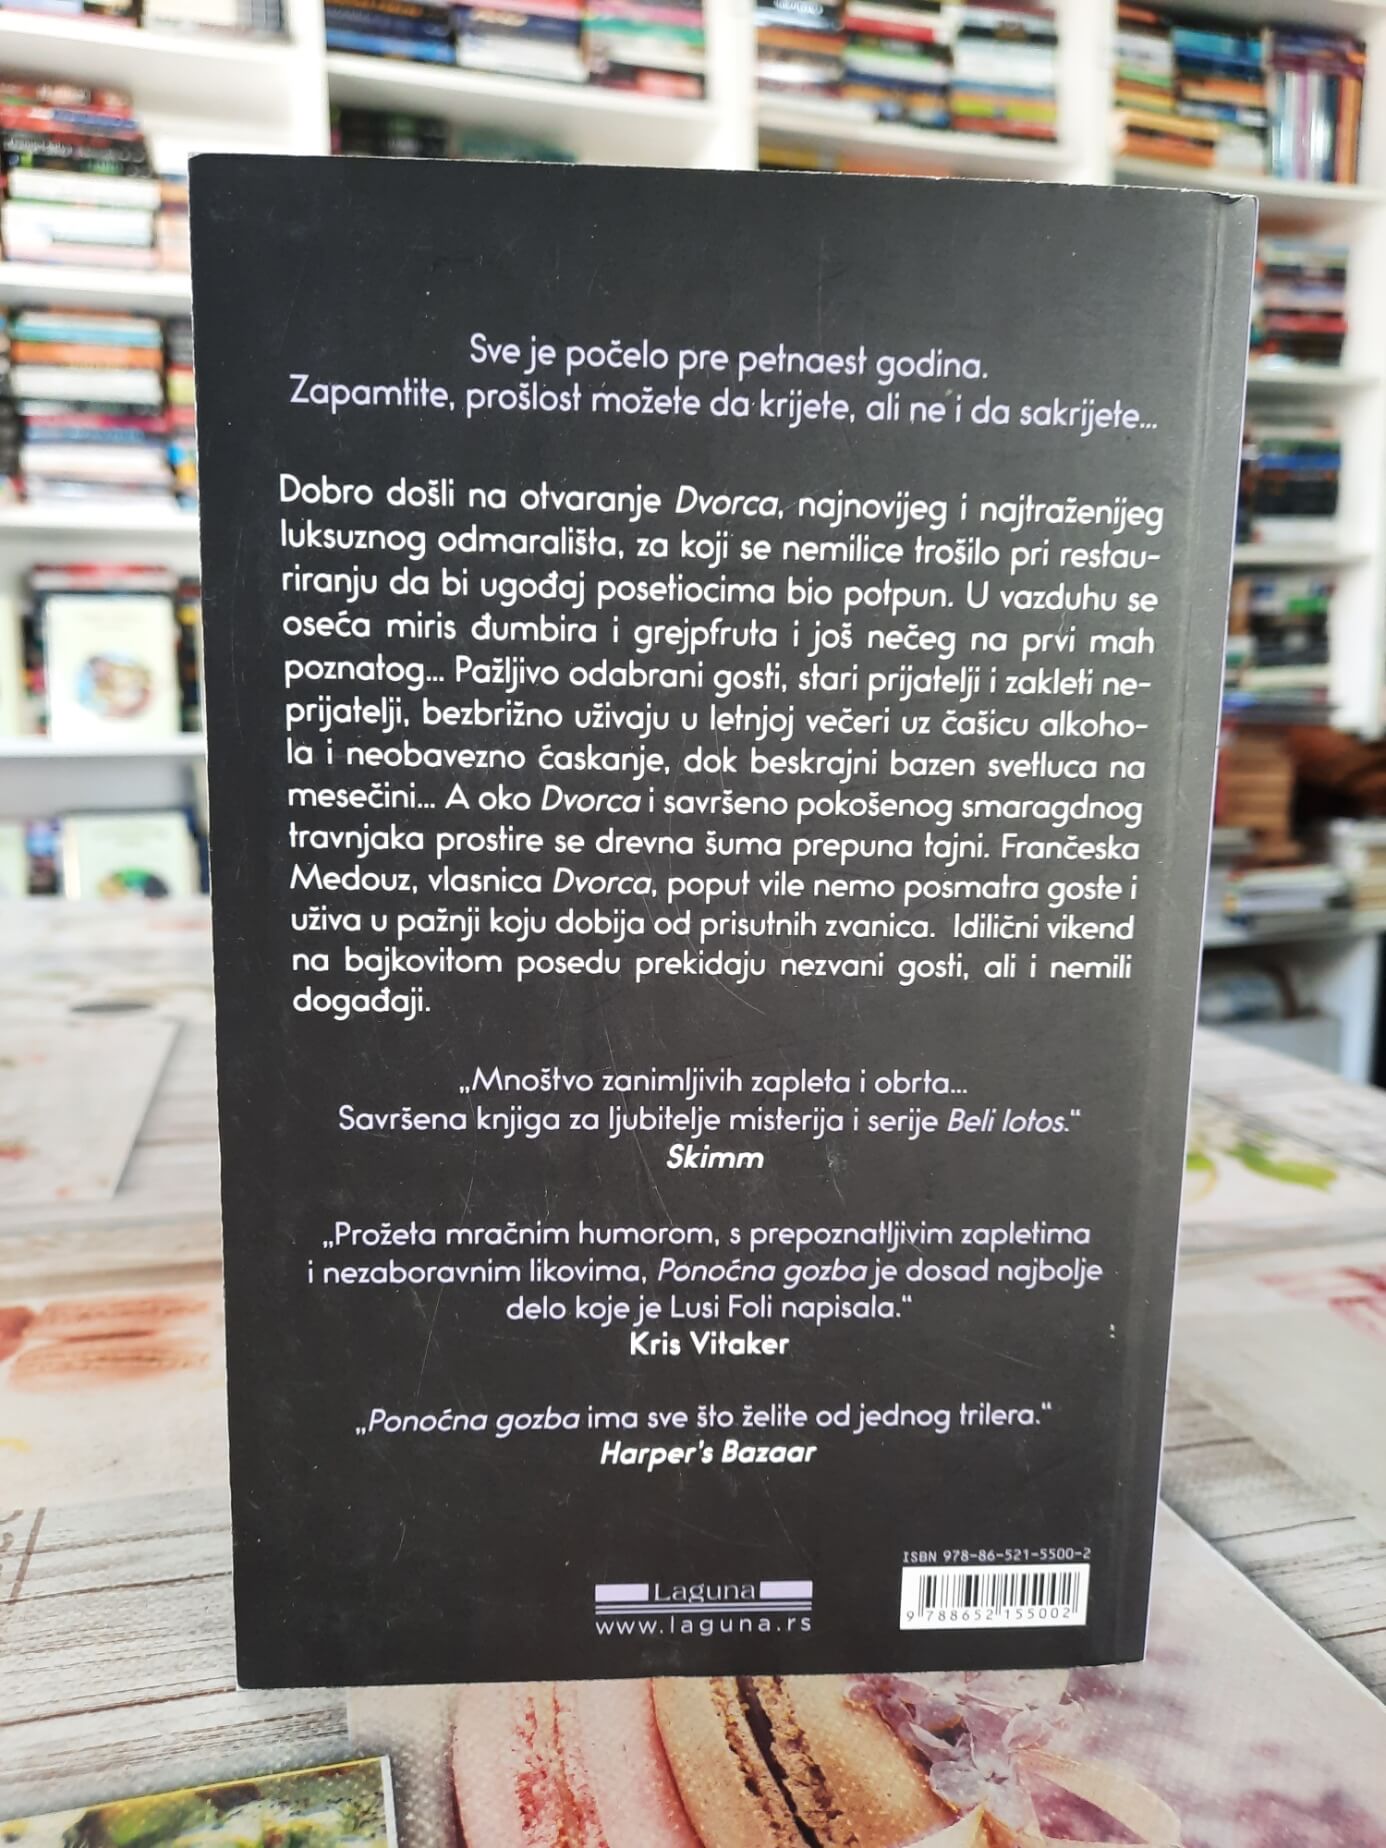 Sve je počelo pre petnaest godina.
Zapamtite, prošlost možete da krijete, ali ne i da sakrijete...
Dobro došli na otvaranje Dvorca, najnovijeg i najtraženijeg
luksuznog odmarališta, za koji se nemilice trošilo pri restau-
riranju da bi ugođaj posetiocima bio potpun. U vazduhu se
oseća miris đumbira i grejpfruta i još nečeg na prvi mah
poznatog... Pažljivo odabrani gosti, stari prijatelji i zakleti ne-
prijatelji, bezbrižno uživaju u letnjoj večeri uz čašicu alkoho-
la i neobavezno ćaskanje, dok beskrajni bazen svetluca na
mesečini... A oko Dvorca i savršeno pokošenog smaragdnog
travnjaka prostire se drevna šuma prepuna tajni. Frančeska
Medouz, vlasnica Dvorca, poput vile nemo posmatra goste i
uživa u pažnji koju dobija od prisutnih zvanica. Idilični vikend
na bajkovitom posedu prekidaju nezvani gosti, ali i nemili
događaji.
„Mnoštvo zanimljivih zapleta i obrta...
Savršena knjiga za ljubitelje misterija i serije Beli lotos.“
Skimm
„Prožeta mračnim humorom, s prepoznatljivim zapletima
i nezaboravnim likovima, Ponoćna gozba je dosad najbolje
delo koje je Lusi Foli napisala.“
Kris Vitaker
„Ponoćna gozba ima sve što želite od jednog trilera.“
Harper's Bazaar
ISBN 978-86-521-5500-2
Laguna
www.laguna.rs
9 788652 155002